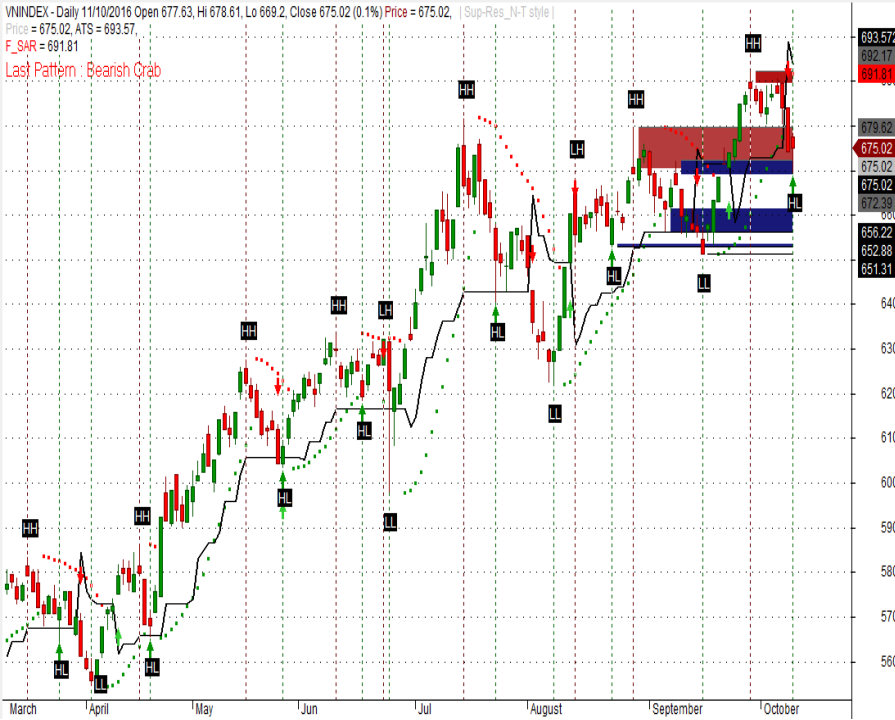 VNINDEX - Daily 11/10/2016 Open 677.63, Hi 678.61, Lo 669.2, Close 675.02 (0.1%) Price = 675.02, | Sup-Res_N-T style |
Price = 675.02, ATS = 693.57,
F_SAR = 691.81
Last Pattern : Bearish Crab
693.572
692.17
691.81
HH
HH
HH
679.62
LH
675.02
675.02
675.02
HL
672.39
656.22
652.88
651.31
HL
LL
640
HH
LH
HL
HH
630
620
LL
610
HL
600
HL
HH
HH
LL
590
580
570
HL
HL
LL
560
March April May Jun Jul August September October